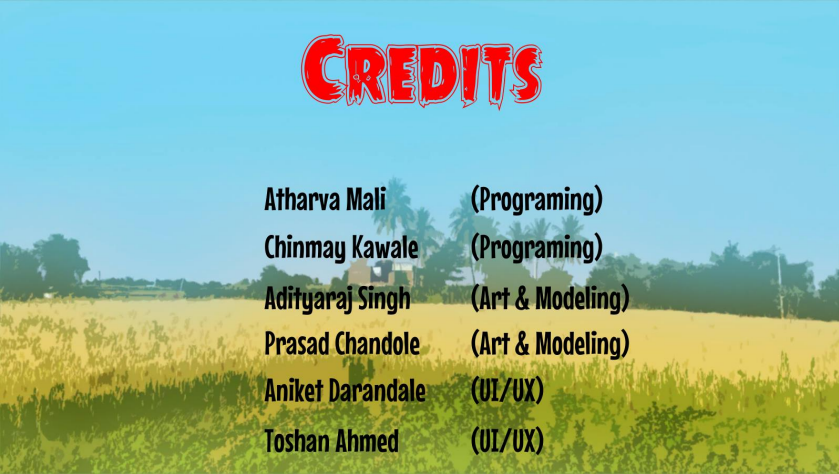 Credits
Atharva Mali (Programing)
Chinmay Kawale (Programing)
Adityaraj Singh (Art & Modeling)
Prasad Chandole (Art & Modeling)
Aniket Darandale (UI/UX)
Toshan Ahmed (UI/UX)